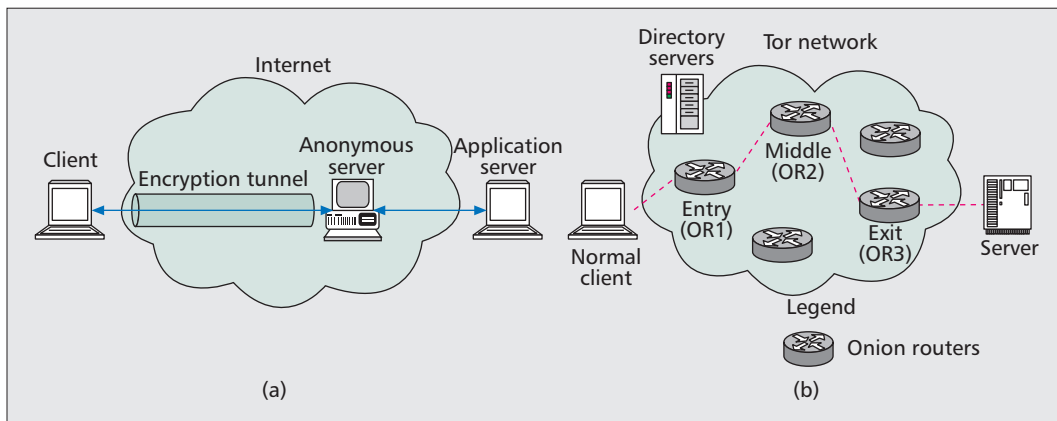 Internet
Client
Encryption tunnel
Anonymous
server
Application
server
(a)
Directory
servers
Tor network
Middle
(OR2)
Entry
(OR1)
Exit
(OR3)
Normal
client
Server
Legend
Onion routers
(b)